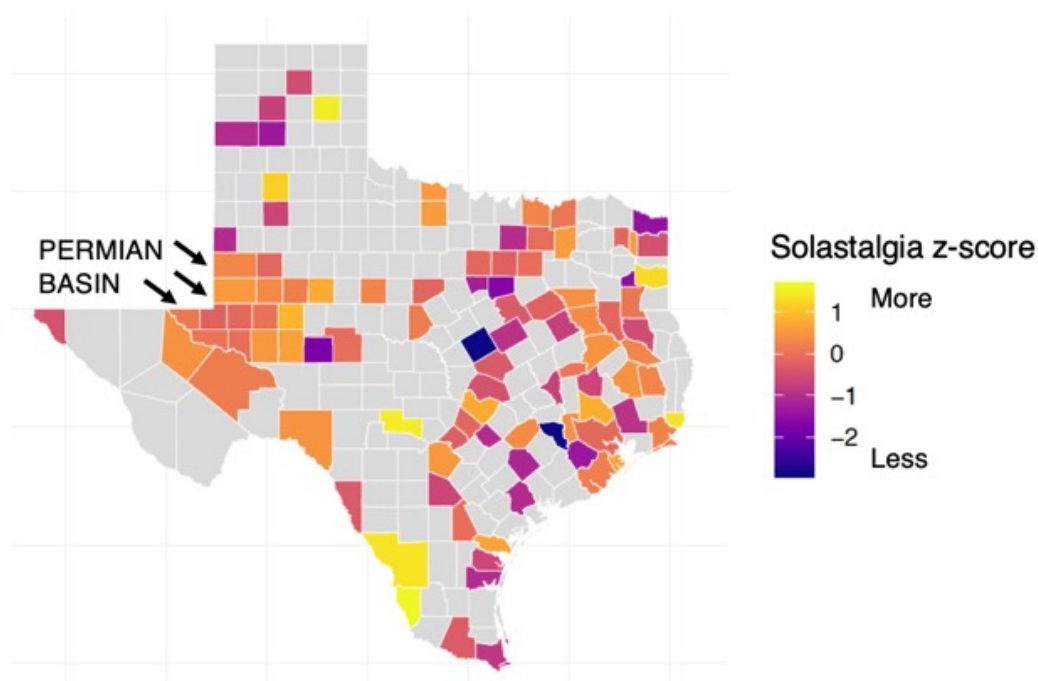 PERMIAN
BASIN
Solastalgia z-score
More
1
0
−1
−2
Less